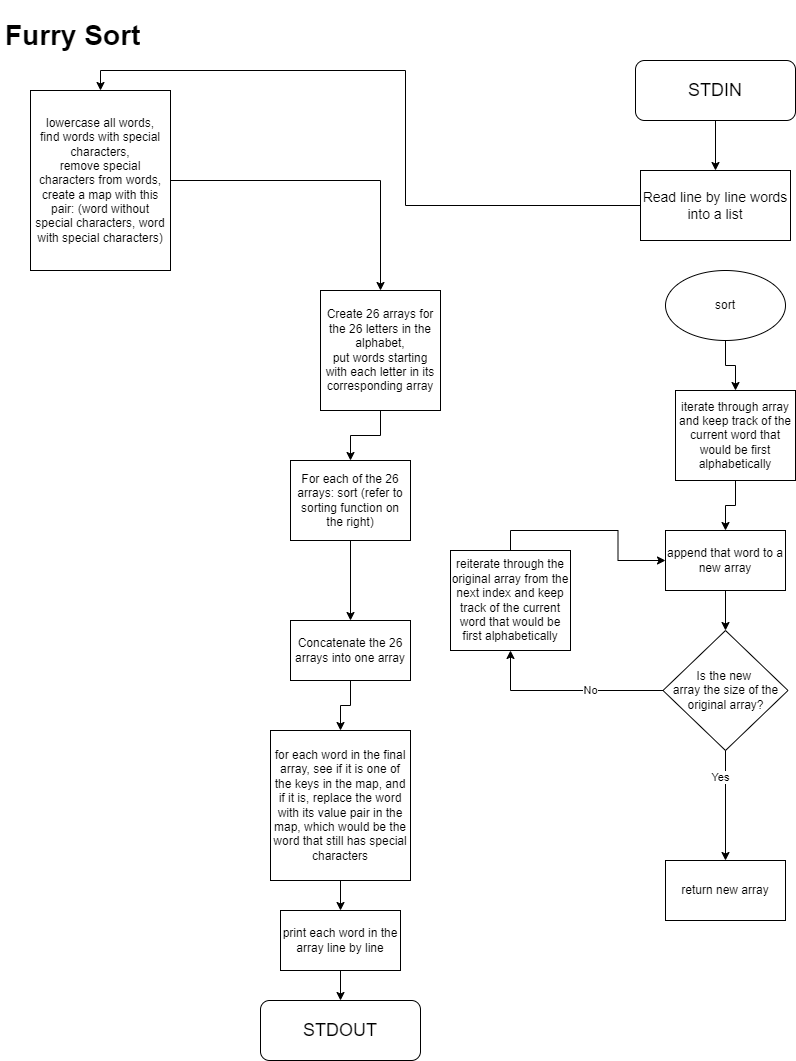 Furry Sort
STDIN
Read line by line words
into a list
lowercase all words,
find words with special
characters,
remove special
characters from words,
create a map with this
pair: (word without
special characters, word
with special characters)
Create 26 arrays for
the 26 letters in the
alphabet,
put words starting
with each letter in its
corresponding array
For each of the 26
arrays: sort (refer to
sorting function on
the right)
Concatenate the 26
arrays into one array
for each word in the final
array, see if it is one of
the keys in the map, and
if it is, replace the word
with its value pair in the
map, which would be the
word that still has special
characters
print each word in the
array line by line
STDOUT
sort
iterate through array
and keep track of the
current word that
would be first
alphabetically
append that word to a
new array
Is the new
array the size of the
original array?
No
reiterate through the
original array from the
next index and keep
track of the current
word that would be
first alphabetically
Yes
return new array